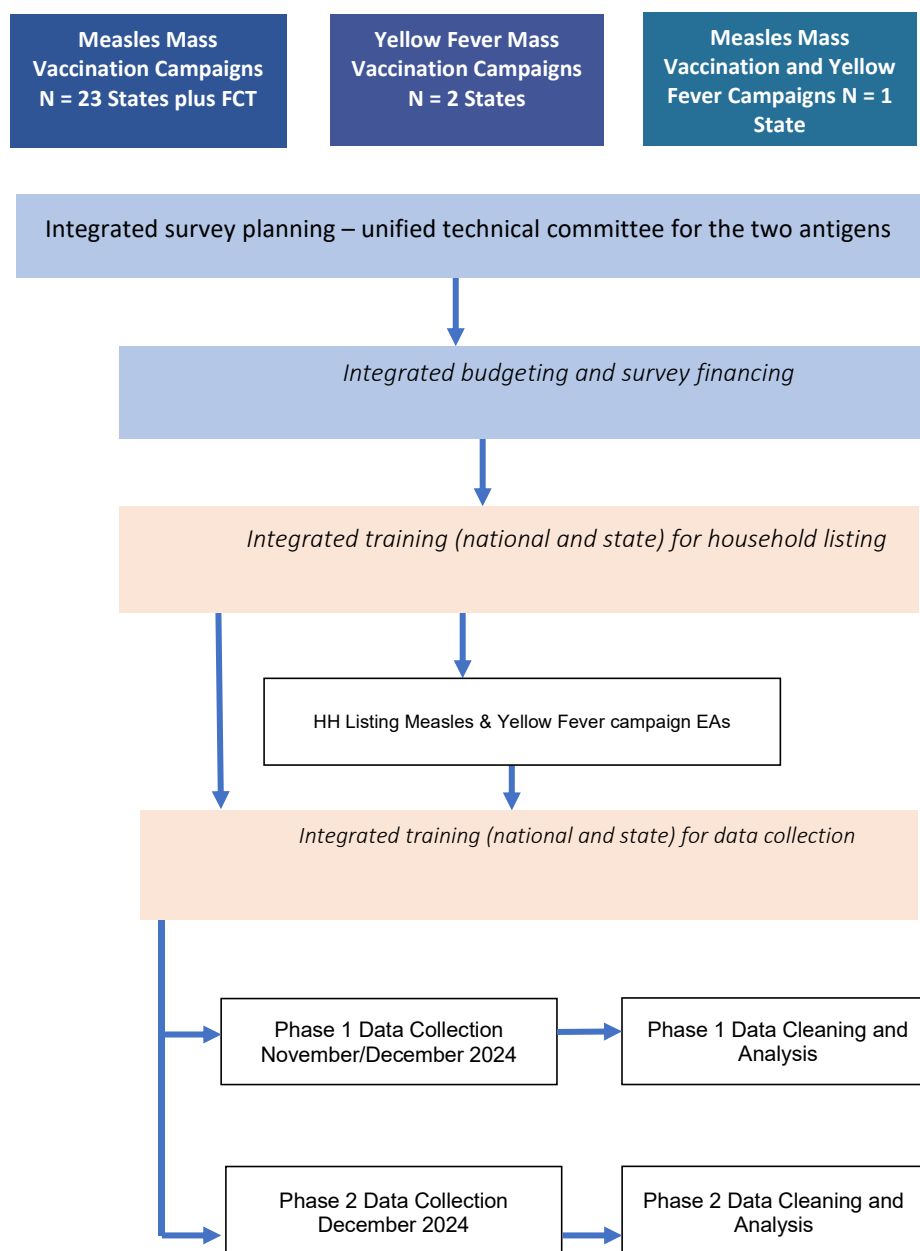 Measles Mass
Vaccination Campaigns
N = 23 States plus FCT
Yellow Fever Mass
Vaccination Campaigns
N = 2 States
Measles Mass
Vaccination and Yellow
Fever Campaigns N = 1
State
Integrated survey planning – unified technical committee for the two antigens
Integrated budgeting and survey financing
Integrated training (national and state) for household listing
HH Listing Measles & Yellow Fever campaign EAs
Integrated training (national and state) for data collection
Phase 1 Data Collection
November/December 2024
Phase 1 Data Cleaning and
Analysis
Phase 2 Data Collection
December 2024
Phase 2 Data Cleaning and
Analysis